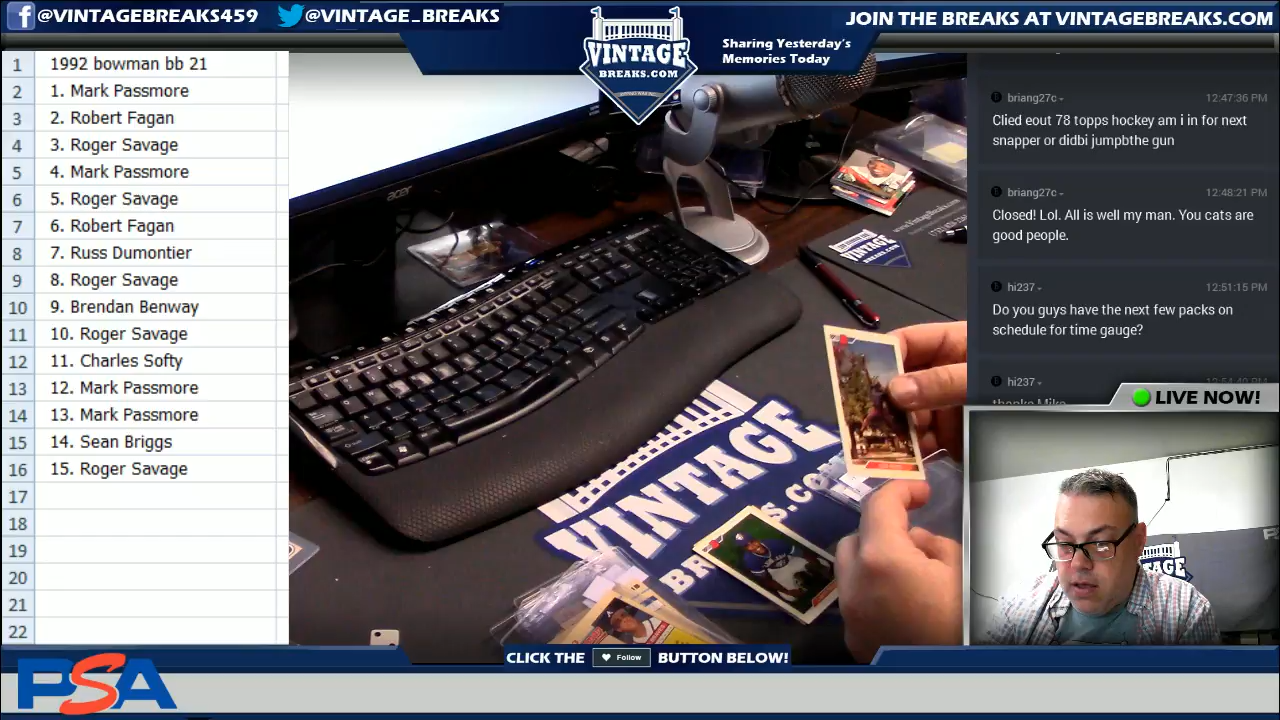 @VINTAGEBREAKS459
@VINTAGE_BREAKS
VINTAGE
BREAKS.COM
Sharing Yesterday's
Memories Today
JOIN THE BREAKS AT VINTAGEBREAKS.COM
1 1992 bowman bb 21
2 1. Mark Passmore
3 2. Robert Fagan
4 3. Roger Savage
5 4. Mark Passmore
6 5. Roger Savage
7 6. Robert Fagan
8 7. Russ Dumontier
9 8. Roger Savage
10 9. Brendan Benway
11 10. Roger Savage
12 11. Charles Softy
13 12. Mark Passmore
14 13. Mark Passmore
15 14. Sean Briggs
16 15. Roger Savage
17
18
19
20
21
22
acer
VINTAGE
VINTAGE
briang27c 12:47:36 PM
Clied eout 78 topps hockey am i in for next
snapper or didbi jumpbthe gun
briang27c 12:48:21 PM
Closed! Lol. All is well my man. You cats are
good people.
hi237 12:51:15 PM
Do you guys have the next few packs on
schedule for time gauge?
hi237
thanks Mike
LIVE NOW!
VINTAGE
CLICK THE Follow BUTTON BELOW!
PSA